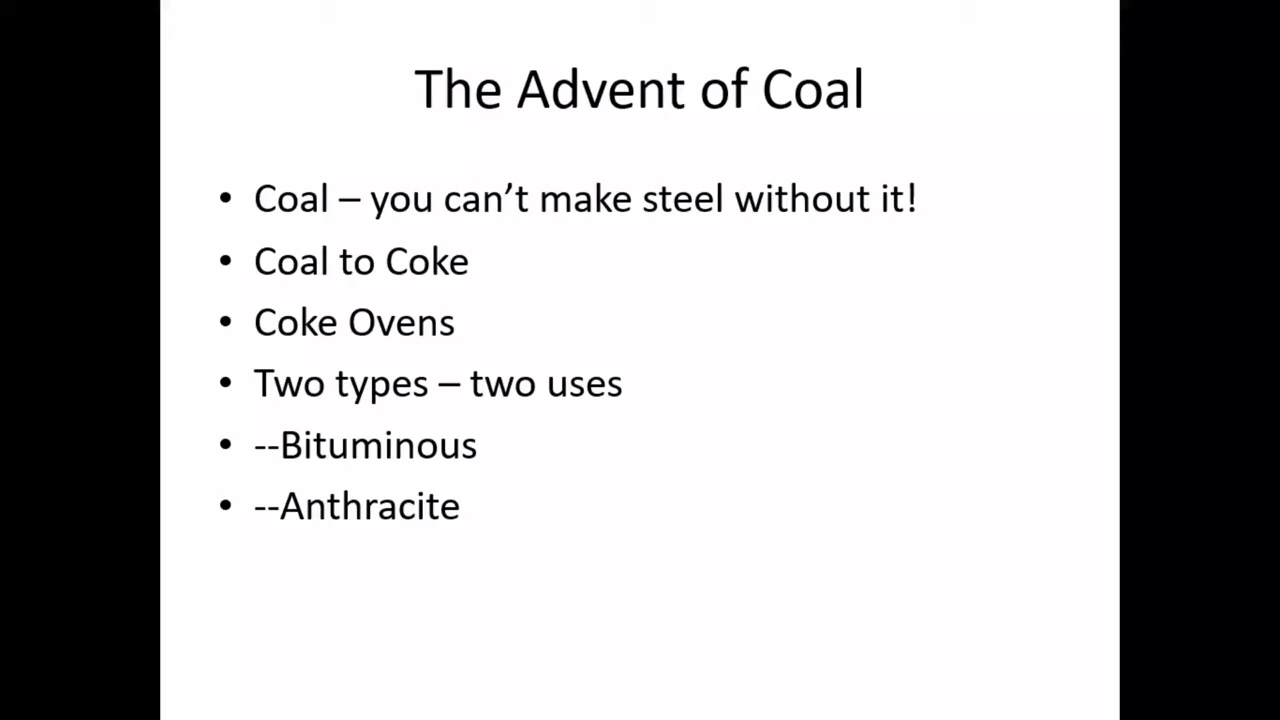 The Advent of Coal
• Coal – you can’t make steel without it!
• Coal to Coke
• Coke Ovens
• Two types – two uses
• --Bituminous
• --Anthracite